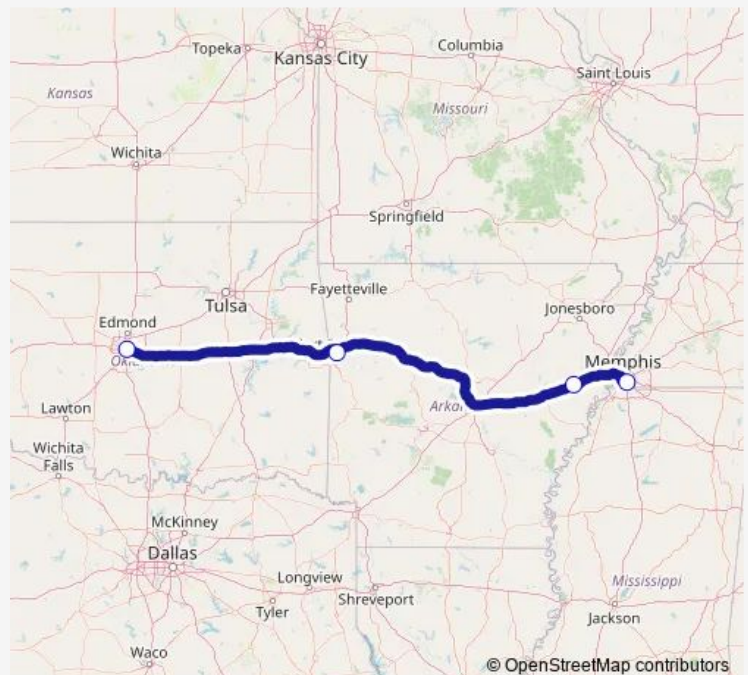 Topeka
Kansas City
Columbia
Saint Louis
Kansas
Missouri
Wichita
Springfield
Fayetteville
Tulsa
Jonesboro
Edmond
Memphis
Lawton
Wichita
Falls
McKinney
Dallas
Longview
Mississippi
Tyler
Shreveport
Jackson
Waco
© OpenStreetMap contributors